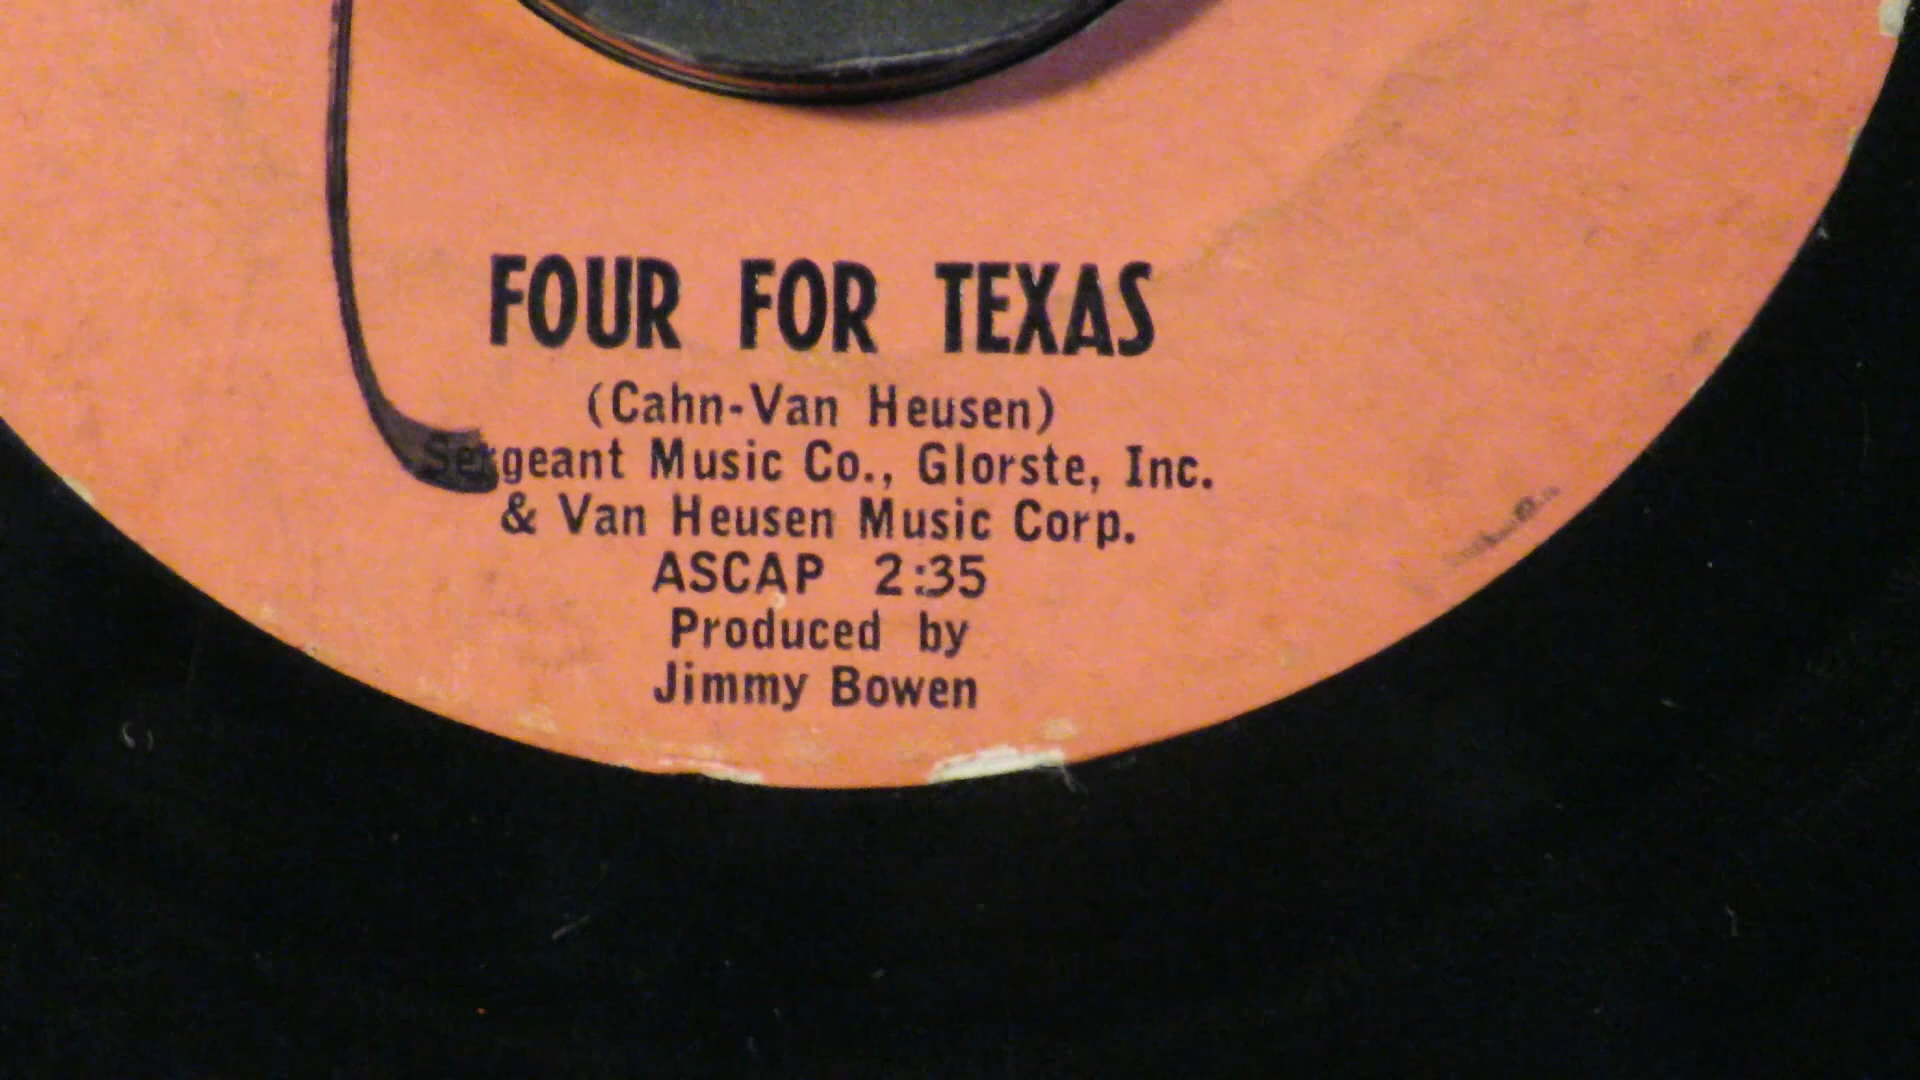 FOUR FOR TEXAS
(Cahn-Van Heusen)
Sergeant Music Co., Glorste, Inc.
& Van Heusen Music Corp.
ASCAP 2:35
Produced by
Jimmy Bowen